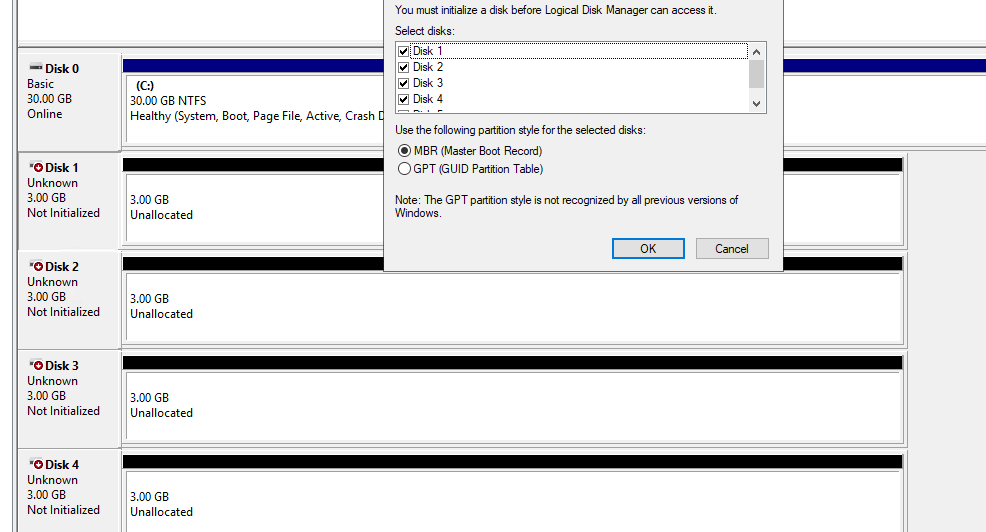 You must initialize a disk before Logical Disk Manager can access it.
Select disks:
Disk 1
Disk 2
Disk 3
Disk 4
Use the following partition style for the selected disks:
MBR (Master Boot Record)
GPT (GUID Partition Table)
Note: The GPT partition style is not recognized by all previous versions of
Windows.
OK Cancel
Disk 0
Basic
30.00 GB
Online
(C:)
30.00 GB NTFS
Healthy (System, Boot, Page File, Active, Crash D
Disk 1
Unknown
3.00 GB
Not Initialized
3.00 GB
Unallocated
Disk 2
Unknown
3.00 GB
Not Initialized
3.00 GB
Unallocated
Disk 3
Unknown
3.00 GB
Not Initialized
3.00 GB
Unallocated
Disk 4
Unknown
3.00 GB
Not Initialized
3.00 GB
Unallocated